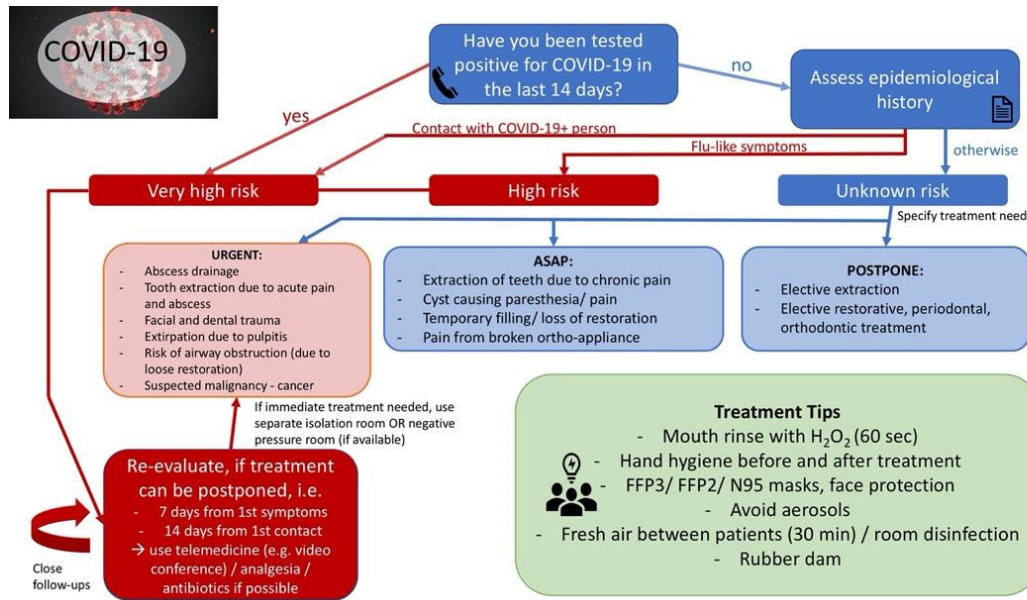 COVID-19
Have you been tested
positive for COVID-19 in
the last 14 days?
no
Assess epidemiological
history
yes
Contact with COVID-19+ person
Flu-like symptoms
otherwise
Very high risk
High risk
Unknown risk
Specify treatment need
URGENT:
- Abscess drainage
- Tooth extraction due to acute pain
and abscess
- Facial and dental trauma
- Extirpation due to pulpitis
- Risk of airway obstruction (due to
loose restoration)
- Suspected malignancy - cancer
ASAP:
- Extraction of teeth due to chronic pain
- Cyst causing paresthesia/ pain
- Temporary filling/ loss of restoration
- Pain from broken ortho-appliance
POSTPONE:
- Elective extraction
- Elective restorative, periodontal,
orthodontic treatment
If immediate treatment needed, use
separate isolation room OR negative
pressure room (if available)
Re-evaluate, if treatment
can be postponed, i.e.
- 7 days from 1st symptoms
- 14 days from 1st contact
→ use telemedicine (e.g. video
conference) / analgesia /
antibiotics if possible
Close
follow-ups
Treatment Tips
- Mouth rinse with H₂O₂ (60 sec)
- Hand hygiene before and after treatment
- FFP3/ FFP2/ N95 masks, face protection
- Avoid aerosols
- Fresh air between patients (30 min) / room disinfection
- Rubber dam